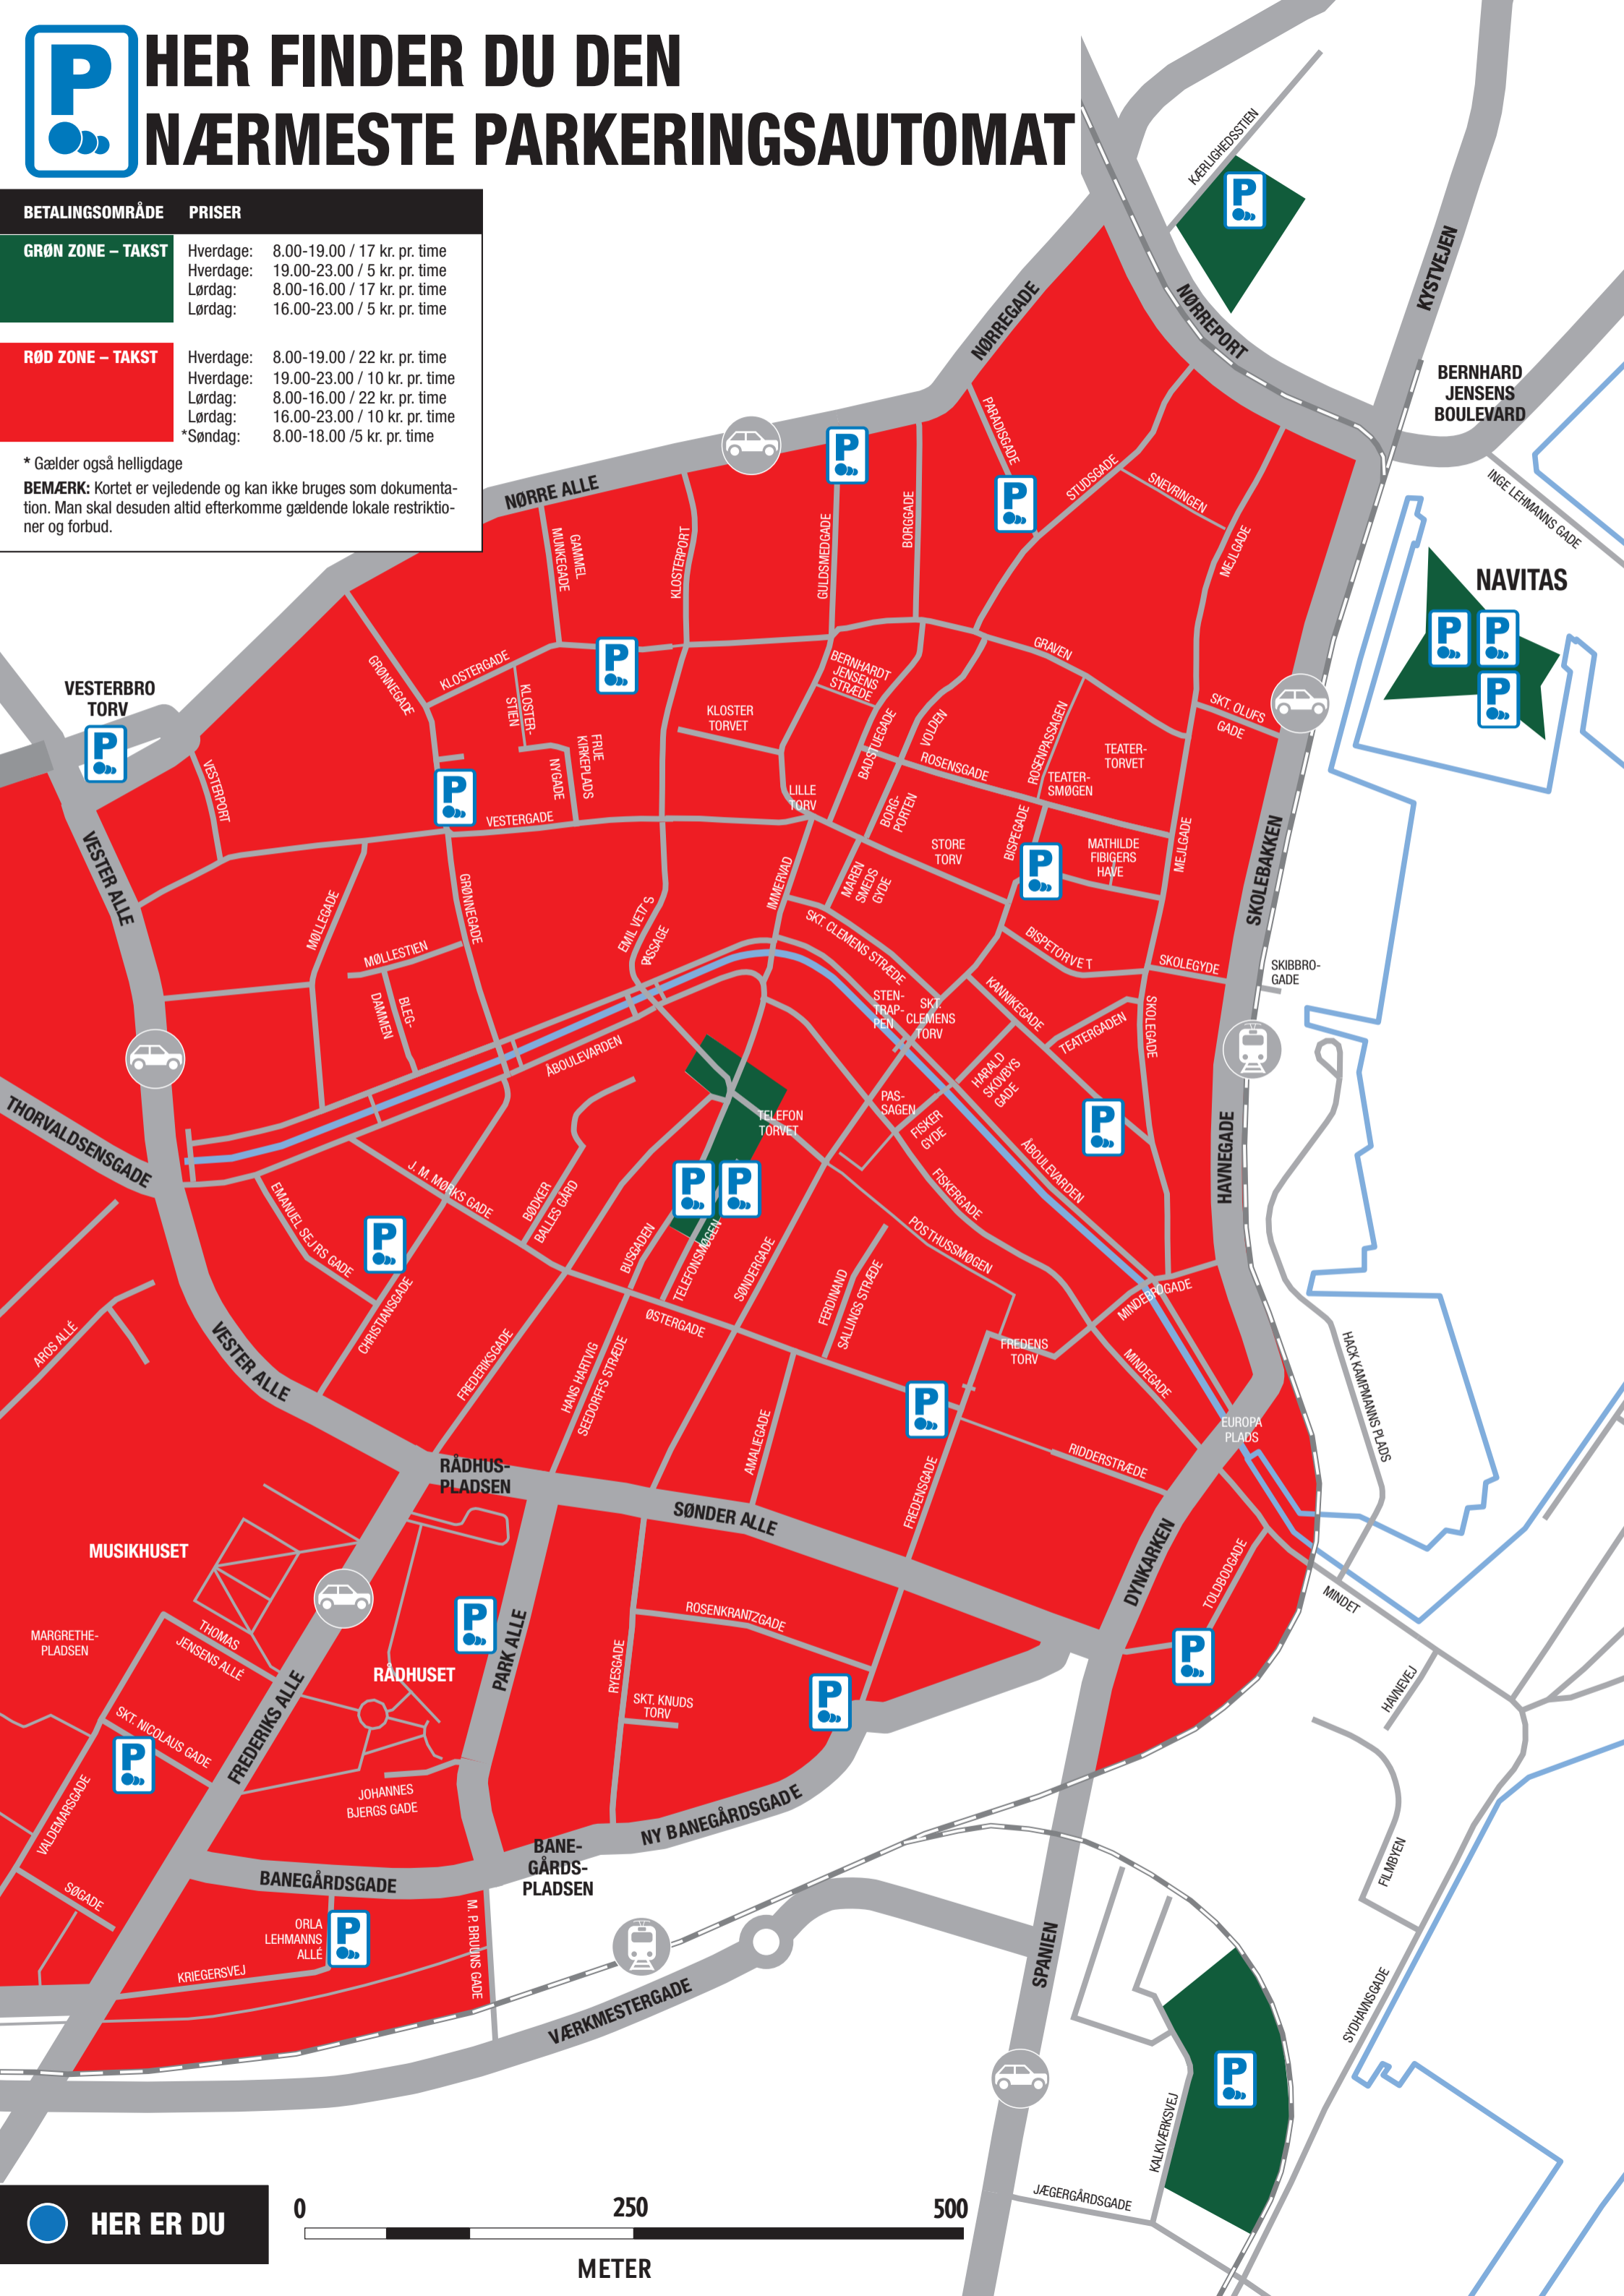 P
HER FINDER DU DEN
NÆRMESTE PARKERINGSAUTOMAT
BETALINGSOMRÅDE PRISER
GRØN ZONE – TAKST
Hverdage: 8.00-19.00 / 17 kr. pr. time
Hverdage: 19.00-23.00 / 5 kr. pr. time
Lørdag: 8.00-16.00 / 17 kr. pr. time
Lørdag: 16.00-23.00 / 5 kr. pr. time
RØD ZONE – TAKST
Hverdage: 8.00-19.00 / 22 kr. pr. time
Hverdage: 19.00-23.00 / 10 kr. pr. time
Lørdag: 8.00-16.00 / 22 kr. pr. time
Lørdag: 16.00-23.00 / 10 kr. pr. time
*Søndag: 8.00-18.00 /5 kr. pr. time
* Gælder også helligdage
BEMÆRK: Kortet er vejledende og kan ikke bruges som dokumenta-
tion. Man skal desuden altid efterkomme gældende lokale restriktio-
ner og forbud.
KÆRLIGHEDSSTIEN
P
KYSTVEJEN
NØRREGADE
NØRREPORT
BERNHARD
JENSENS
BOULEVARD
INGE LEHMANNS GADE
NAVITAS
P
P
P
PARADISGADE
P
P
STUDSGADE
SNEVRINGEN
MEJLGADE
NØRRE ALLE
GAMMEL
MUNKEGADE
KLOSTERPORT
GULDSMEDGADE
BORGGADE
GRØNNEGADE
KLOSTERGADE
P
KLOSTER-
STIEN
FRUE
KIRKEPLADS
NYGADE
KLOSTER
TORVET
BERNHARDT
JENSENS
STRÆDE
BADSTUEGADE
VOLDEN
GRAVEN
SKT. OLUFS
GADE
ROSENPASSAGEN
ROSENSGADE
TEATER-
TORVET
TEATER-
SMØGEN
VESTERBRO
TORV
P
VESTERPORT
P
VESTERGADE
LILLE
TORV
BORG-
PORTEN
STORE
TORV
BISPEGADE
P
MATHILDE
FIBIGERS
HAVE
MEJLGADE
SKOLEBAKKEN
VESTER ALLE
MØLLEGADE
GRØNNEGADE
MØLLESTIEN
BLEG-
DAMMEN
EMIL VETT'S
PASSAGE
IMMERVAD
MAREN
SMEDS
GYDE
SKT. CLEMENS STRÆDE
BISPETORVET
SKOLEGYDE
SKIBBRO-
GADE
STEN-
TRAP-
PEN
SKT.
CLEMENS
TORV
KANNIKEGADE
TEATERGADEN
SKOLEGADE
HARALD
SKOVBYS
GADE
ÅBOULEVARDEN
TELEFON
TORVET
PAS-
SAGEN
FISKER
GYDE
P
ÅBOULEVARDEN
HAVNEGADE
THORVALDSENSGADE
EMANUEL SEJRS GADE
P
J. M. MØRKS GADE
BØDKER
BALLES GÅRD
P
P
BUSGADEN
TELEFONSMØGEN
SØNDERGADE
FISKERGADE
POSTHUSSMØGEN
FERDINAND
SALLINGS STRÆDE
MINDEBROGADE
AROS ALLÉ
VESTER ALLE
CHRISTIANSGADE
FREDERIKSGADE
HANS HARTVIG
SEEDORFFS STRÆDE
ØSTERGADE
AMALIEGADE
P
FREDENS
TORV
MINDEGADE
EUROPA
PLADS
HACK KAMPMANNS PLADS
RIDDERSTRÆDE
FREDENSGADE
RÅDHUS-
PLADSEN
SØNDER ALLE
DYNKARKEN
TOLDBODGADE
P
MINDET
MUSIKHUSET
MARGRETHE-
PLADSEN
THOMAS
JENSENS ALLÉ
RÅDHUSET
P
PARK ALLE
ROSENKRANTZGADE
RYESGADE
SKT. KNUDS
TORV
P
HAVNEVEJ
SKT. NICOLAUS GADE
P
FREDERIKS ALLE
VALDEMARSGADE
JOHANNES
BJERGS GADE
BANE-
GÅRDS-
PLADSEN
NY BANEGÅRDSGADE
FILMBYEN
BANEGÅRDSGADE
SØGADE
ORLA
LEHMANNS
ALLÉ
P
KRIEGERSVEJ
M. P. BRUUNS GADE
VÆRKMESTERGADE
SPANIEN
SYDHAVNSGADE
P
KALKVÆRKSVEJ
JÆGERGÅRDSGADE
HER ER DU
0 250 500
METER